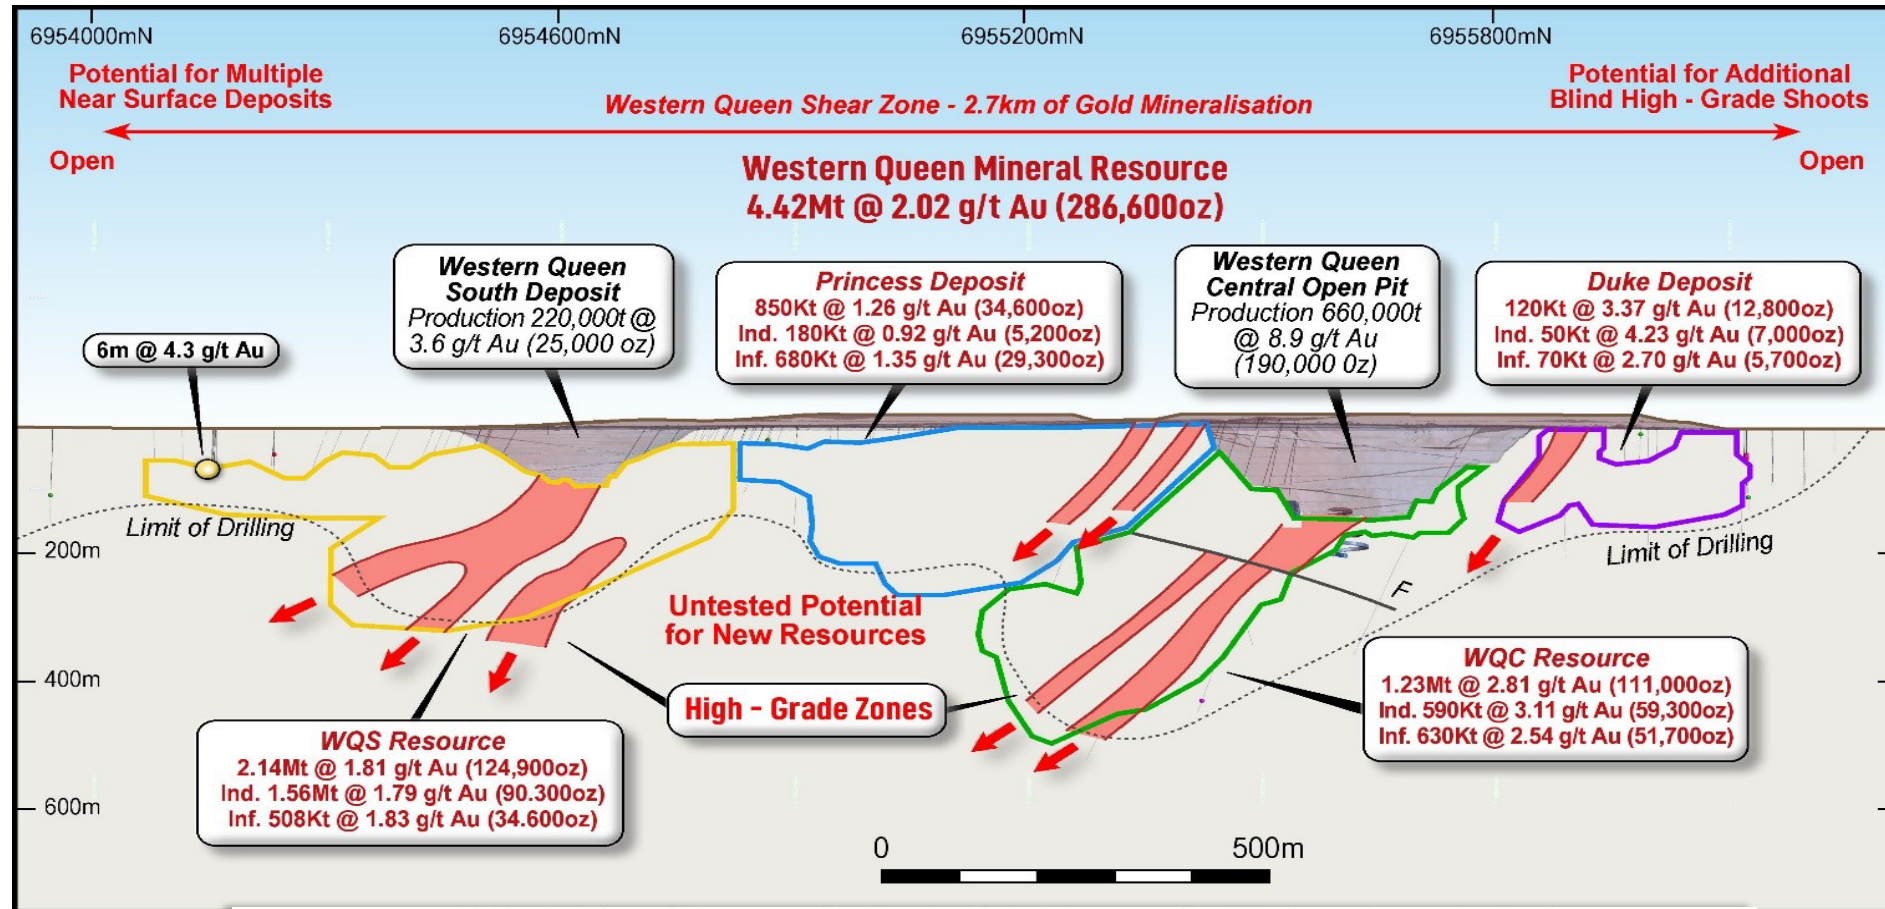 6954000mN
6954600mN
6955200mN
6955800mN
Potential for Multiple
Near Surface Deposits
Western Queen Shear Zone - 2.7km of Gold Mineralisation
Potential for Additional
Blind High - Grade Shoots
Open
Open
Western Queen Mineral Resource
4.42Mt @ 2.02 g/t Au (286,600oz)
6m @ 4.3 g/t Au
Western Queen
South Deposit
Production 220,000t @
3.6 g/t Au (25,000 oz)
Princess Deposit
850Kt @ 1.26 g/t Au (34,600oz)
Ind. 180Kt @ 0.92 g/t Au (5,200oz)
Inf. 680Kt @ 1.35 g/t Au (29,300oz)
Western Queen
Central Open Pit
Production 660,000t
@ 8.9 g/t Au
(190,000 0z)
Duke Deposit
120Kt @ 3.37 g/t Au (12,800oz)
Ind. 50Kt @ 4.23 g/t Au (7,000oz)
Inf. 70Kt @ 2.70 g/t Au (5,700oz)
Limit of Drilling
Limit of Drilling
200m
F
Untested Potential
for New Resources
400m
High - Grade Zones
WQC Resource
1.23Mt @ 2.81 g/t Au (111,000oz)
Ind. 590Kt @ 3.11 g/t Au (59,300oz)
Inf. 630Kt @ 2.54 g/t Au (51,700oz)
WQS Resource
2.14Mt @ 1.81 g/t Au (124,900oz)
Ind. 1.56Mt @ 1.79 g/t Au (90.300oz)
Inf. 508Kt @ 1.83 g/t Au (34.600oz)
600m
0
500m